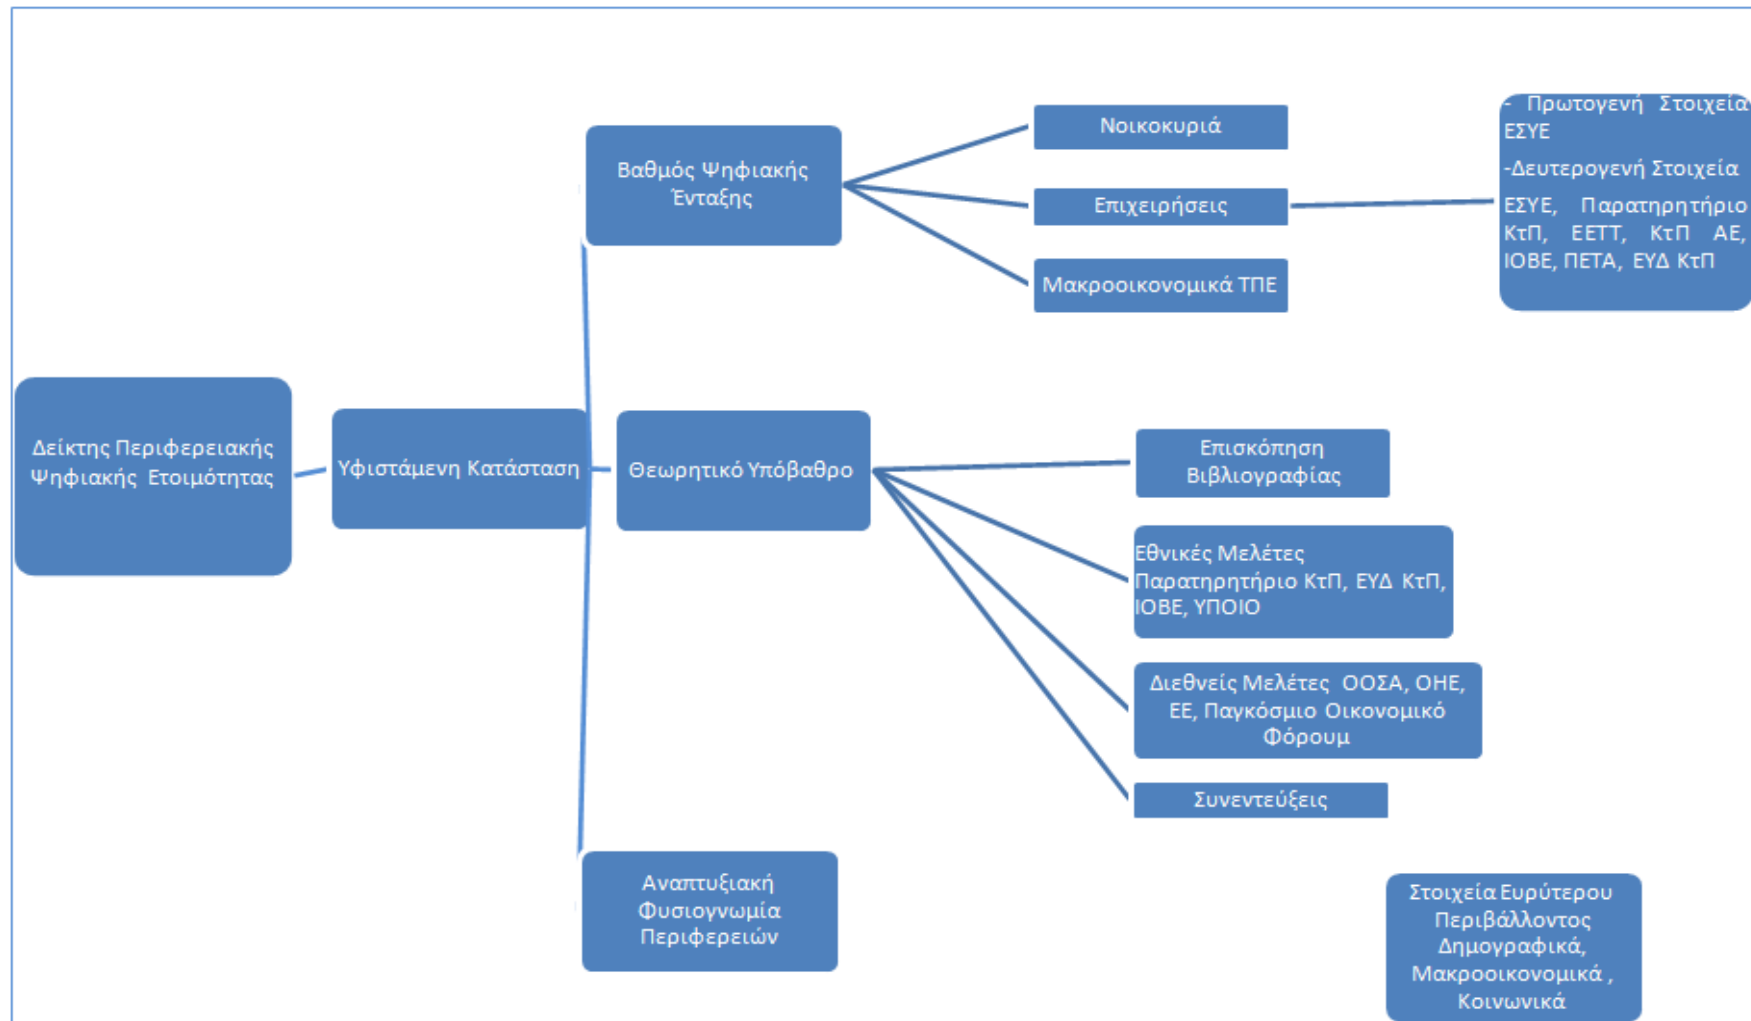 Δείκτης Περιφερειακής
Ψηφιακής Ετοιμότητας
Υφιστάμενη Κατάσταση
Βαθμός Ψηφιακής
Ένταξης
Νοικοκυριά
Επιχειρήσεις
Μακροοικονομικά ΤΠΕ
- Πρωτογενή Στοιχεία
ΕΣΥΕ
-Δευτερογενή Στοιχεία
ΕΣΥΕ, Παρατηρητήριο
ΚτΠ, ΕΕΤΤ, ΚτΠ ΑΕ,
ΙΟΒΕ, ΠΕΤΑ, ΕΥΔ ΚτΠ
Θεωρητικό Υπόβαθρο
Επισκόπηση
Βιβλιογραφίας
Εθνικές Μελέτες
Παρατηρητήριο ΚτΠ, ΕΥΔ ΚτΠ,
ΙΟΒΕ, ΥΠΟΙΟ
Διεθνείς Μελέτες ΟΟΣΑ, ΟΗΕ,
ΕΕ, Παγκόσμιο Οικονομικό
Φόρουμ
Συνεντεύξεις
Αναπτυξιακή
Φυσιογνωμία
Περιφερειών
Στοιχεία Ευρύτερου
Περιβάλλοντος
Δημογραφικά,
Μακροοικονομικά ,
Κοινωνικά